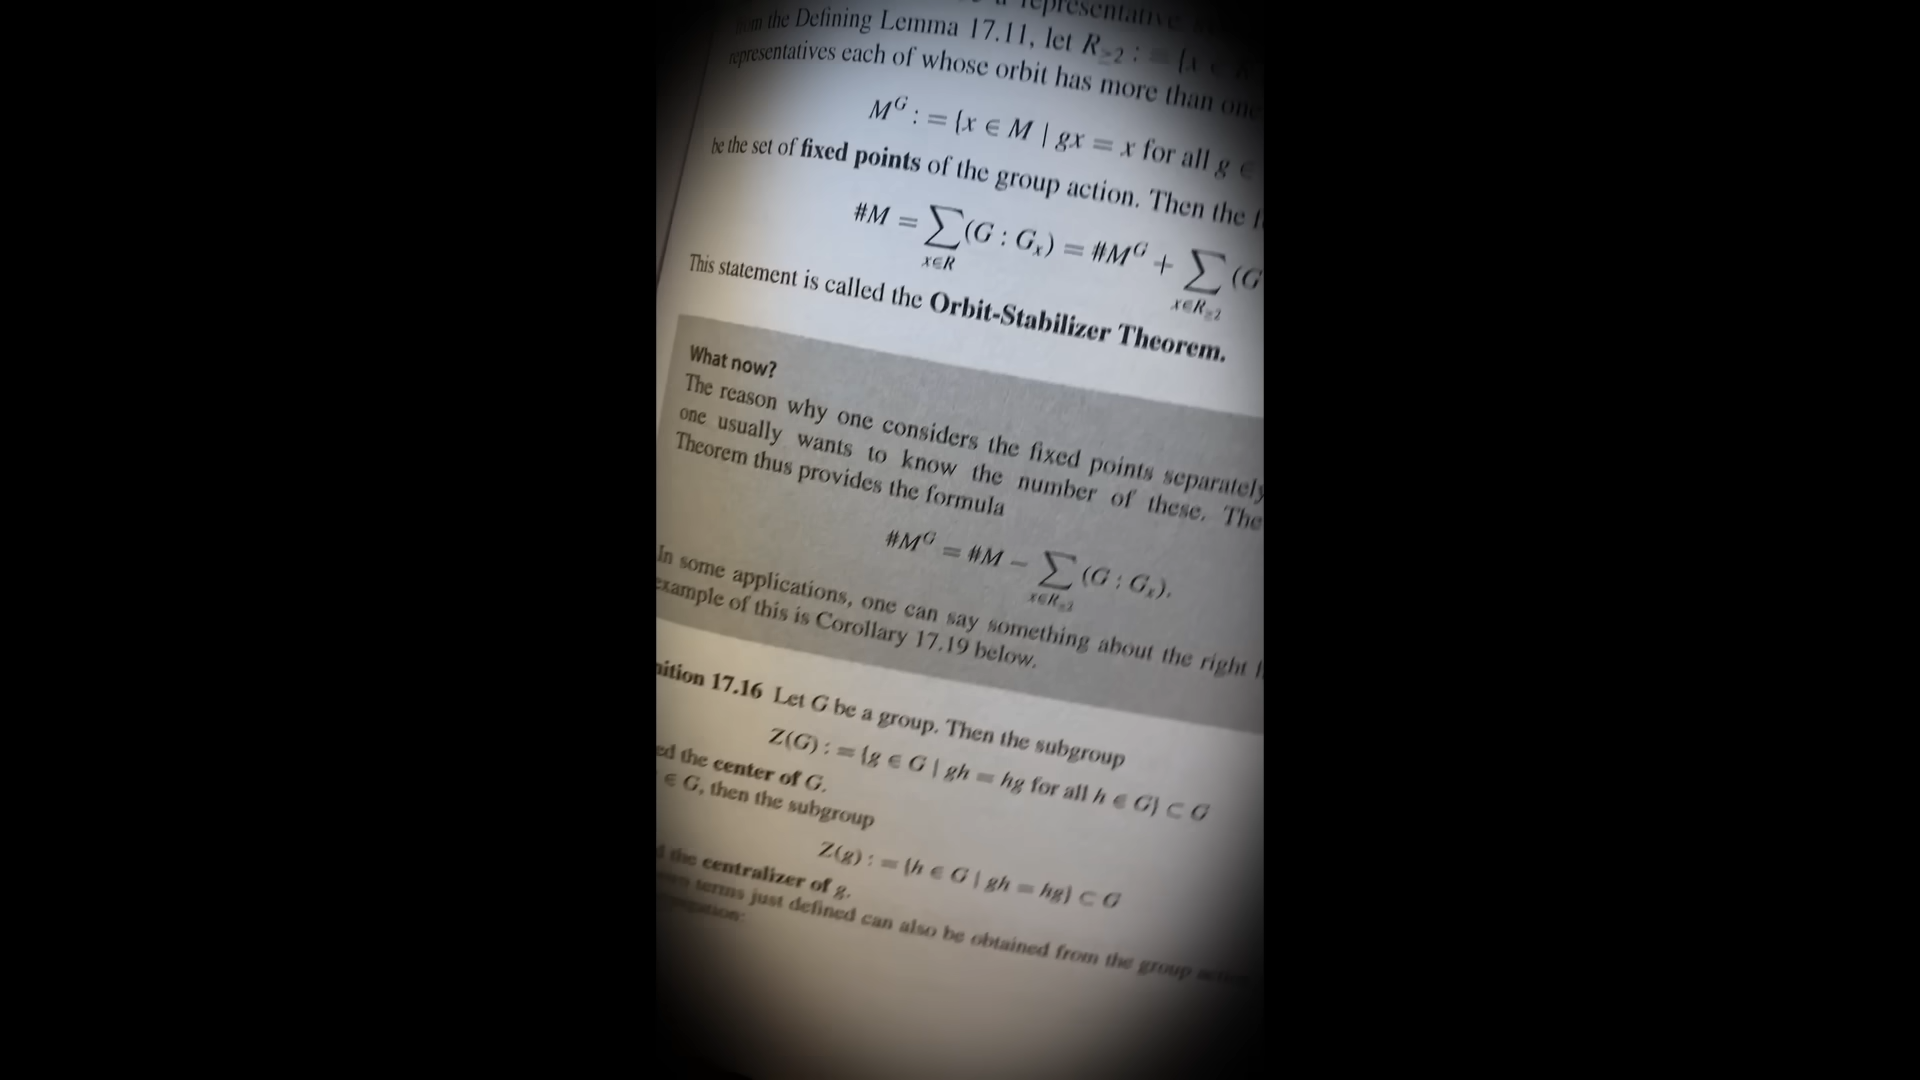 representative
the Defining Lemma 17.11, let R≥2 := {x ∈
representatives each of whose orbit has more than one
M^G := {x ∈ M | gx = x for all g ∈
be the set of fixed points of the group action. Then the
#M = ∑_{x∈R} (G : G_x) = #M^G + ∑_{x∈R≥2} (G
This statement is called the Orbit-Stabilizer Theorem.
What now?
The reason why one considers the fixed points separately
one usually wants to know the number of these. The
Theorem thus provides the formula
#M^G = #M − ∑_{x∈R≥2} (G : G_x).
In some applications, one can say something about the right
example of this is Corollary 17.19 below.
nition 17.16 Let G be a group. Then the subgroup
Z(G) := {g ∈ G | gh = hg for all h ∈ G} ⊂ G
ed the center of G.
∈ G, then the subgroup
Z(g) := {h ∈ G | gh = hg} ⊂ G
the centralizer of g.
terms just defined can also be obtained from the group